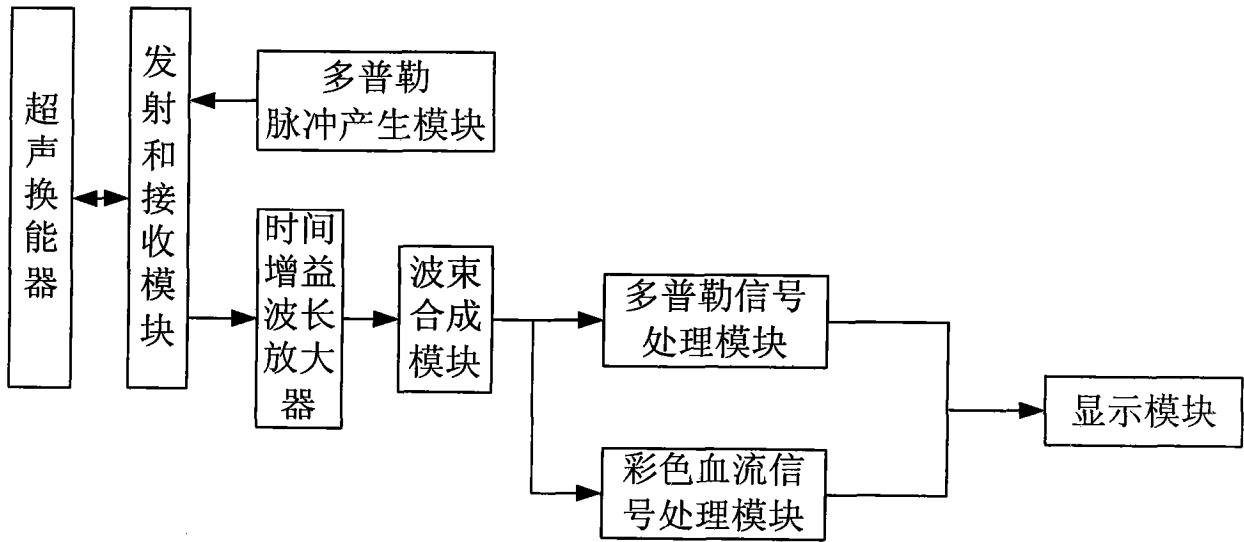 超声换能器
发射和接收模块
多普勒
脉冲产生模块
时间
增益
波长
放大
器
波束
合成
模块
多普勒信号
处理模块
彩色血流信
号处理模块
显示模块